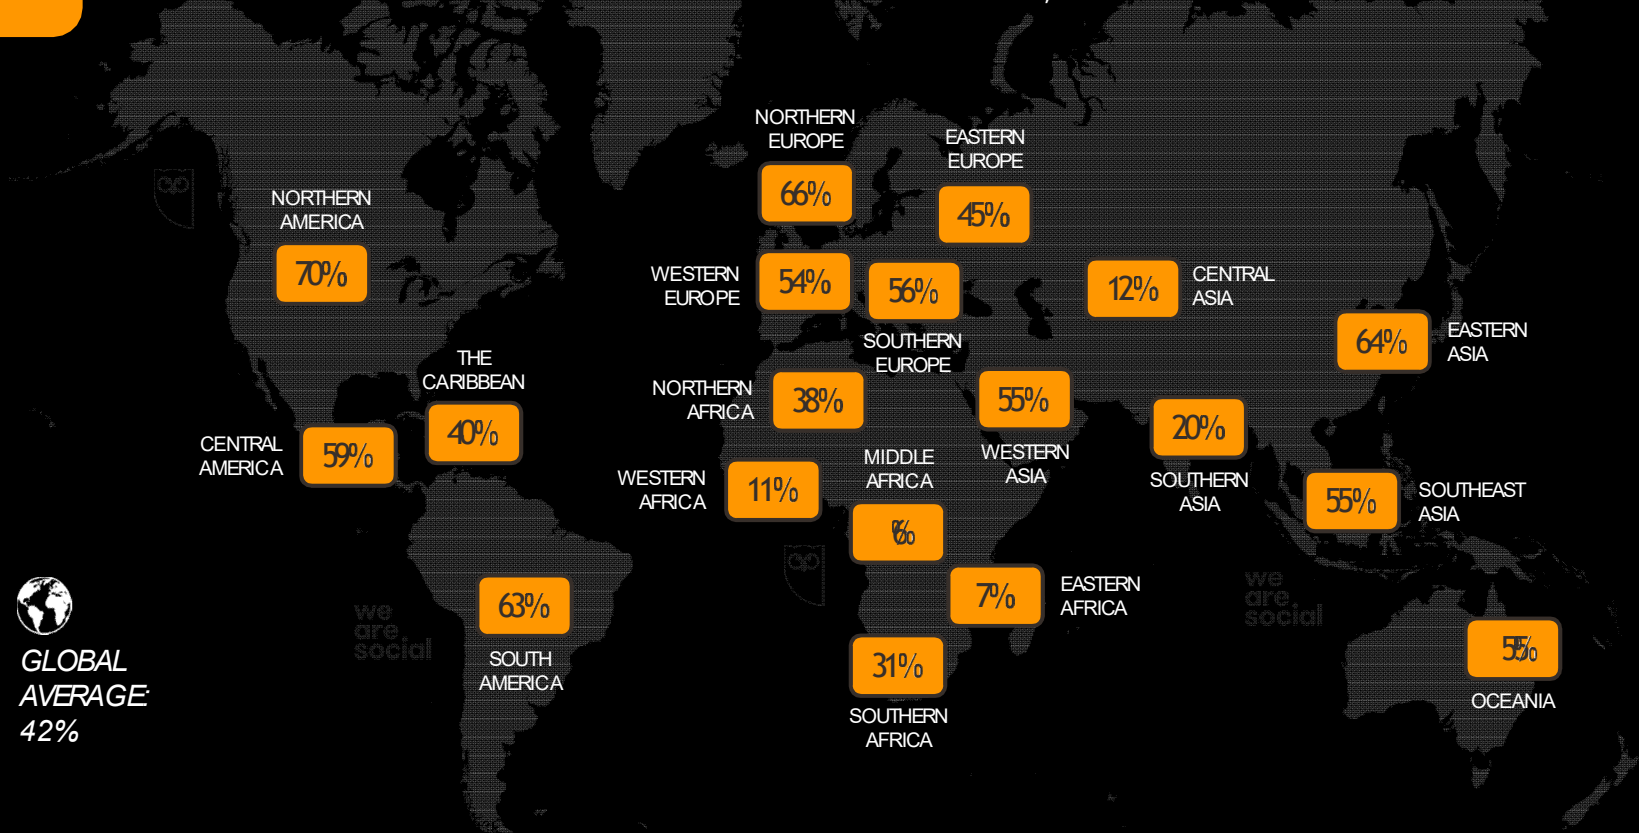 NORTHERN
EUROPE
66%
EASTERN
EUROPE
45%
NORTHERN
AMERICA
70%
WESTERN
EUROPE
54%
56%
SOUTHERN
EUROPE
12%
CENTRAL
ASIA
64%
EASTERN
ASIA
THE
CARIBBEAN
40%
NORTHERN
AFRICA
38%
55%
WESTERN
ASIA
20%
SOUTHERN
ASIA
CENTRAL
AMERICA
59%
WESTERN
AFRICA
11%
MIDDLE
AFRICA
55%
SOUTHEAST
ASIA
7%
EASTERN
AFRICA
63%
SOUTH
AMERICA
we
are
social
we
are
social
31%
SOUTHERN
AFRICA
OCEANIA
GLOBAL
AVERAGE:
42%